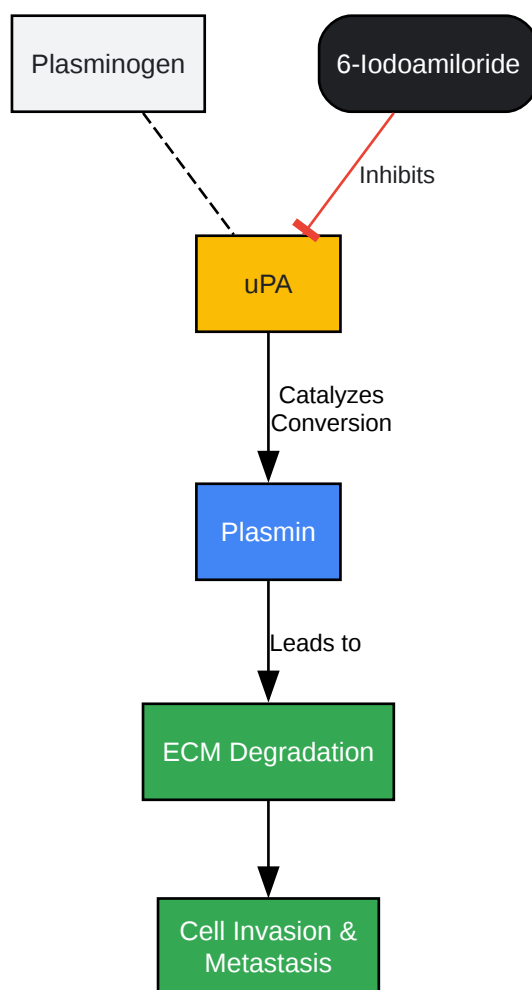 Plasminogen
6-Iodoamiloride
Inhibits
uPA
Catalyzes
Conversion
Plasmin
Leads to
ECM Degradation
Cell Invasion &
Metastasis